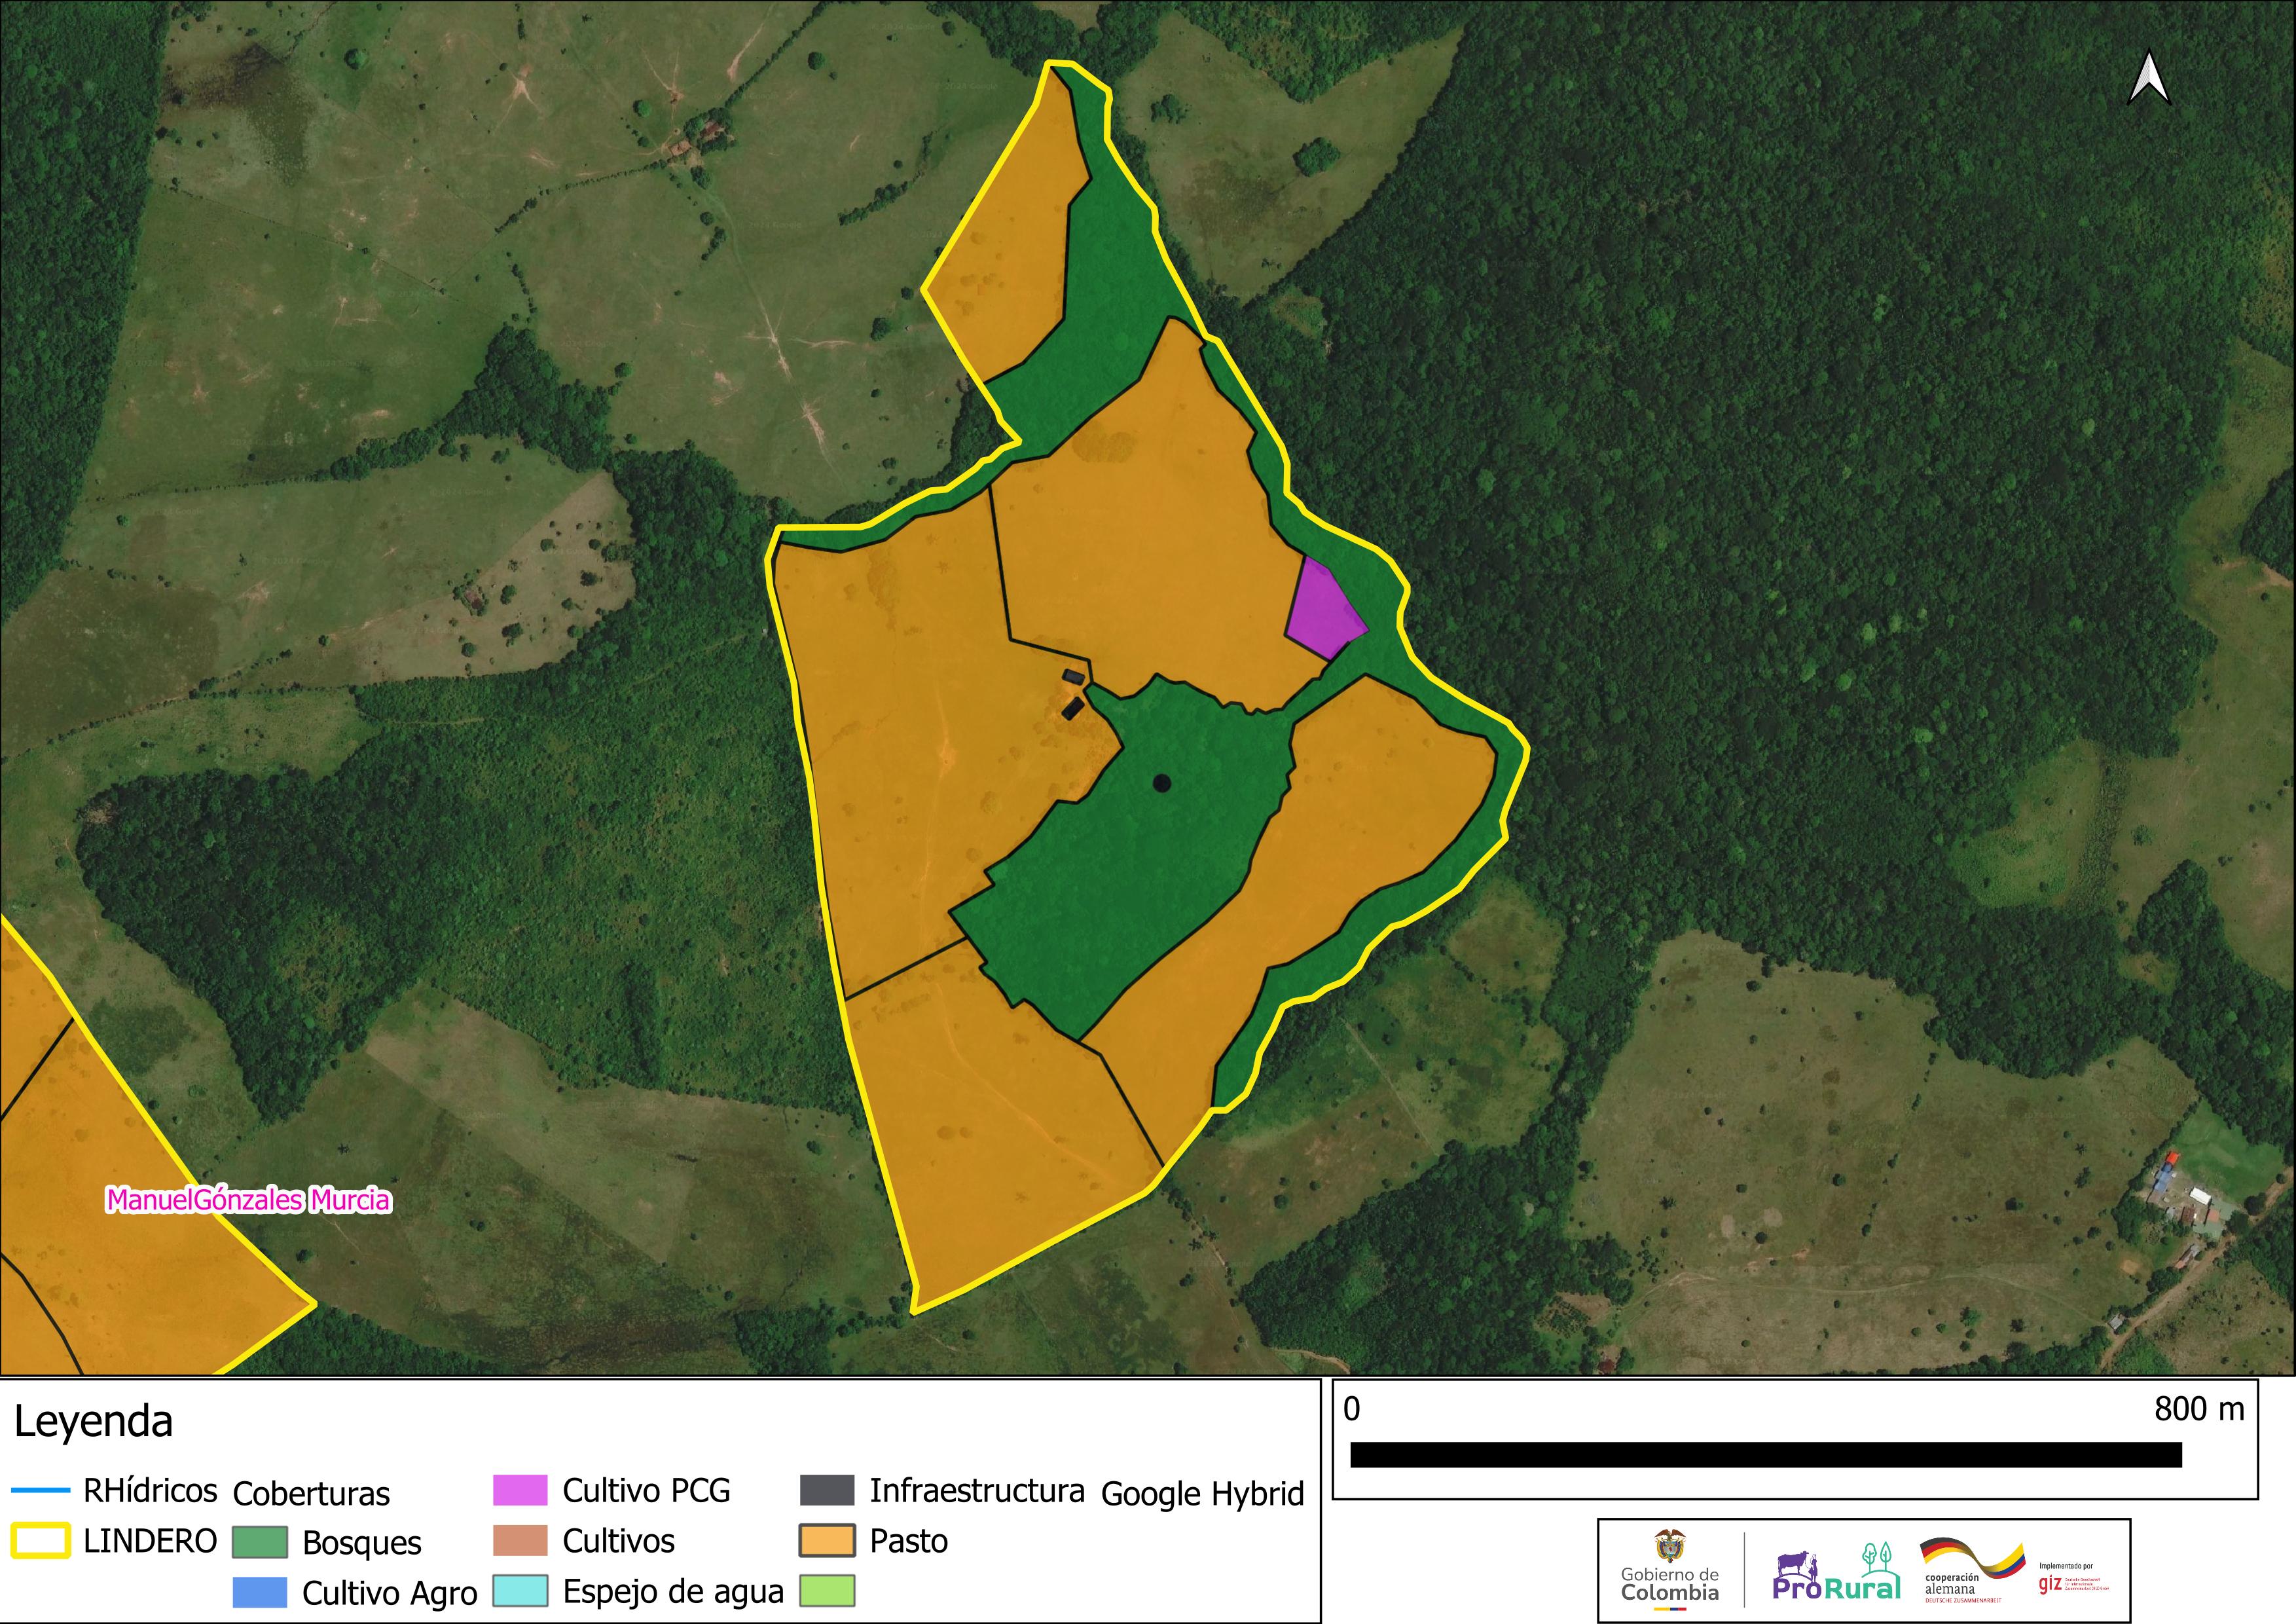 ManuelGónzales Murcia
Leyenda
RHídricos
LINDERO
Coberturas
Bosques
Cultivo Agro
Cultivo PCG
Cultivos
Espejo de agua
Infraestructura
Pasto
Google Hybrid
0 800 m
Gobierno de
Colombia
ProRural
cooperación
alemana
DEUTSCHE ZUSAMMENARBEIT
Implementado por
giz